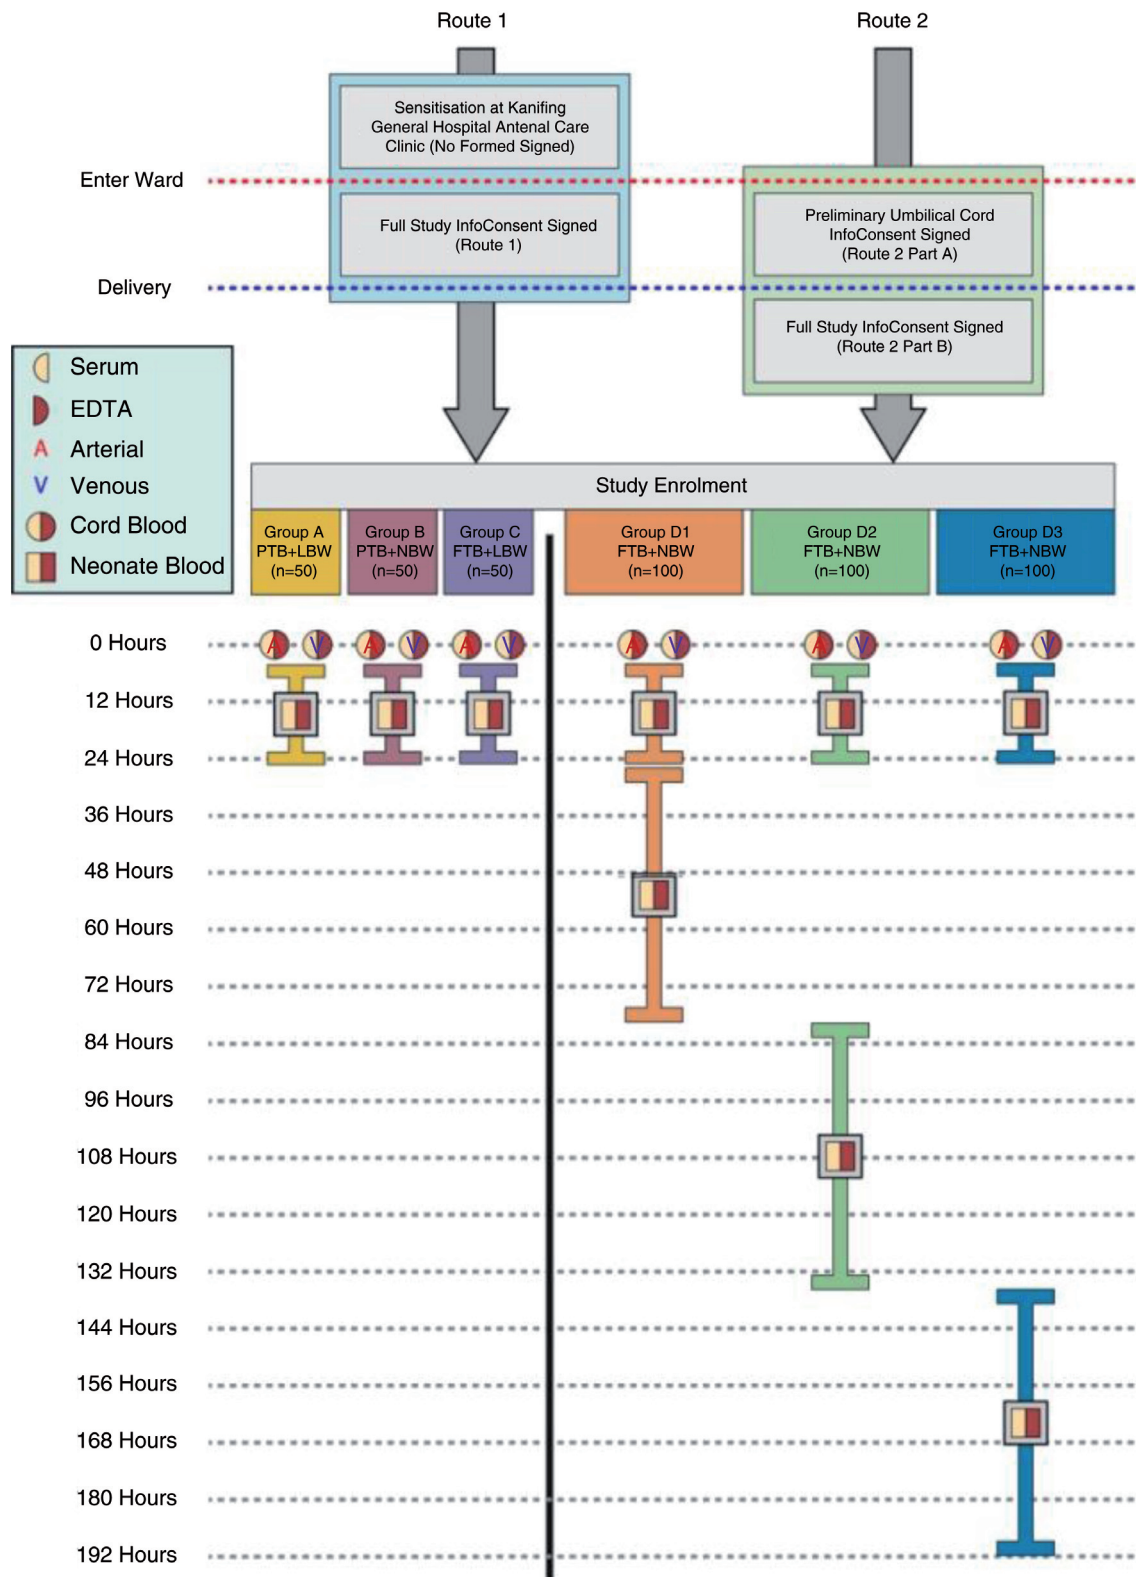 Route 1
Route 2
Sensitisation at Kanifing
General Hospital Antenal Care
Clinic (No Formed Signed)
Enter Ward
Full Study InfoConsent Signed
(Route 1)
Preliminary Umbilical Cord
InfoConsent Signed
(Route 2 Part A)
Delivery
Full Study InfoConsent Signed
(Route 2 Part B)
Serum
EDTA
A Arterial
V Venous
Cord Blood
Neonate Blood
Study Enrolment
Group A
PTB+LBW
(n=50)
Group B
PTB+NBW
(n=50)
Group C
FTB+LBW
(n=50)
Group D1
FTB+NBW
(n=100)
Group D2
FTB+NBW
(n=100)
Group D3
FTB+NBW
(n=100)
0 Hours
A V A V A V A V A V A V
12 Hours
24 Hours
36 Hours
48 Hours
60 Hours
72 Hours
84 Hours
96 Hours
108 Hours
120 Hours
132 Hours
144 Hours
156 Hours
168 Hours
180 Hours
192 Hours